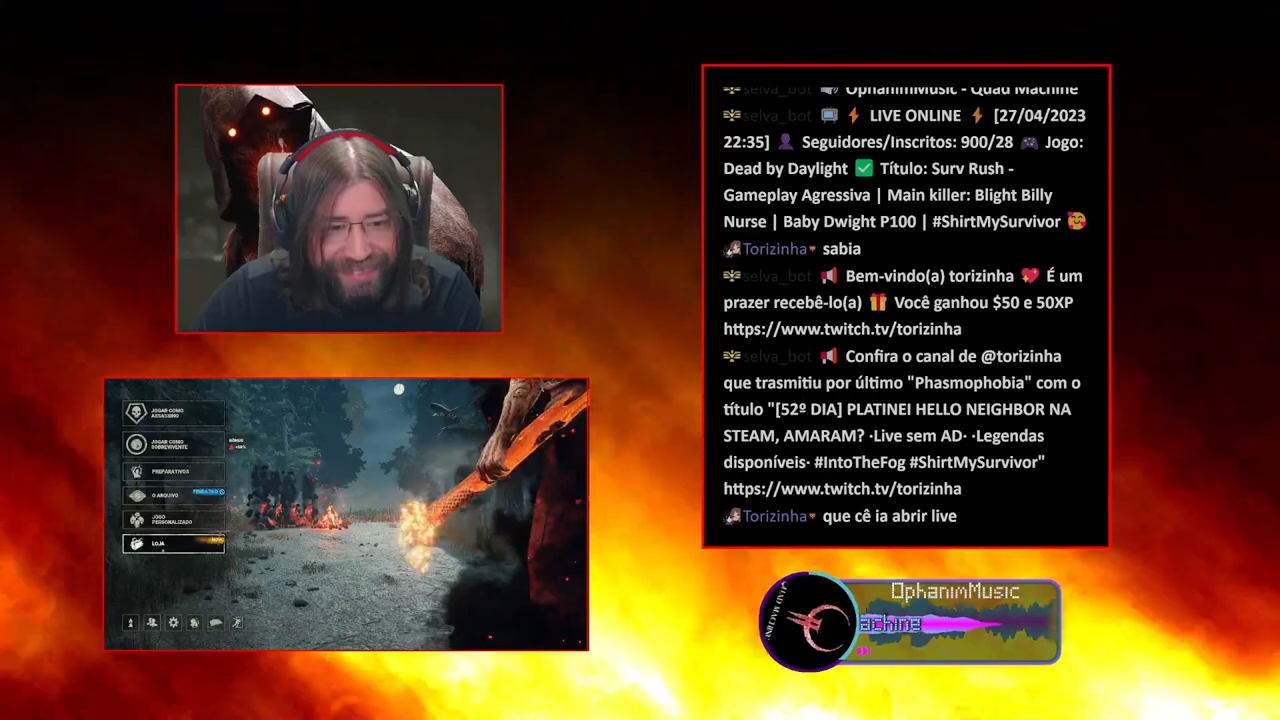 selva_bot OphanimMusic - Quad Machine
selva_bot LIVE ONLINE [27/04/2023
22:35] Seguidores/Inscritos: 900/28 Jogo:
Dead by Daylight Título: Surv Rush -
Gameplay Agressiva | Main killer: Blight Billy
Nurse | Baby Dwight P100 | #ShirtMySurvivor
Torizinha sabia
selva_bot Bem-vindo(a) torizinha É um
prazer recebê-lo(a) Você ganhou $50 e 50XP
https://www.twitch.tv/torizinha
selva_bot Confira o canal de @torizinha
que trasmitiu por último "Phasmophobia" com o
título "[52º DIA] PLATINEI HELLO NEIGHBOR NA
STEAM, AMARAM? ·Live sem AD· ·Legendas
disponíveis· #IntoTheFog #ShirtMySurvivor"
https://www.twitch.tv/torizinha
Torizinha que cê ia abrir live
JOGAR COMO
ASSASSINO
JOGAR COMO
SOBREVIVENTE
BÔNUS
PREPARATIVOS
O ARQUIVO
JOGO
PERSONALIZADO
LOJA
NOVO
OphanimMusic
achine
QUAD MACHINE